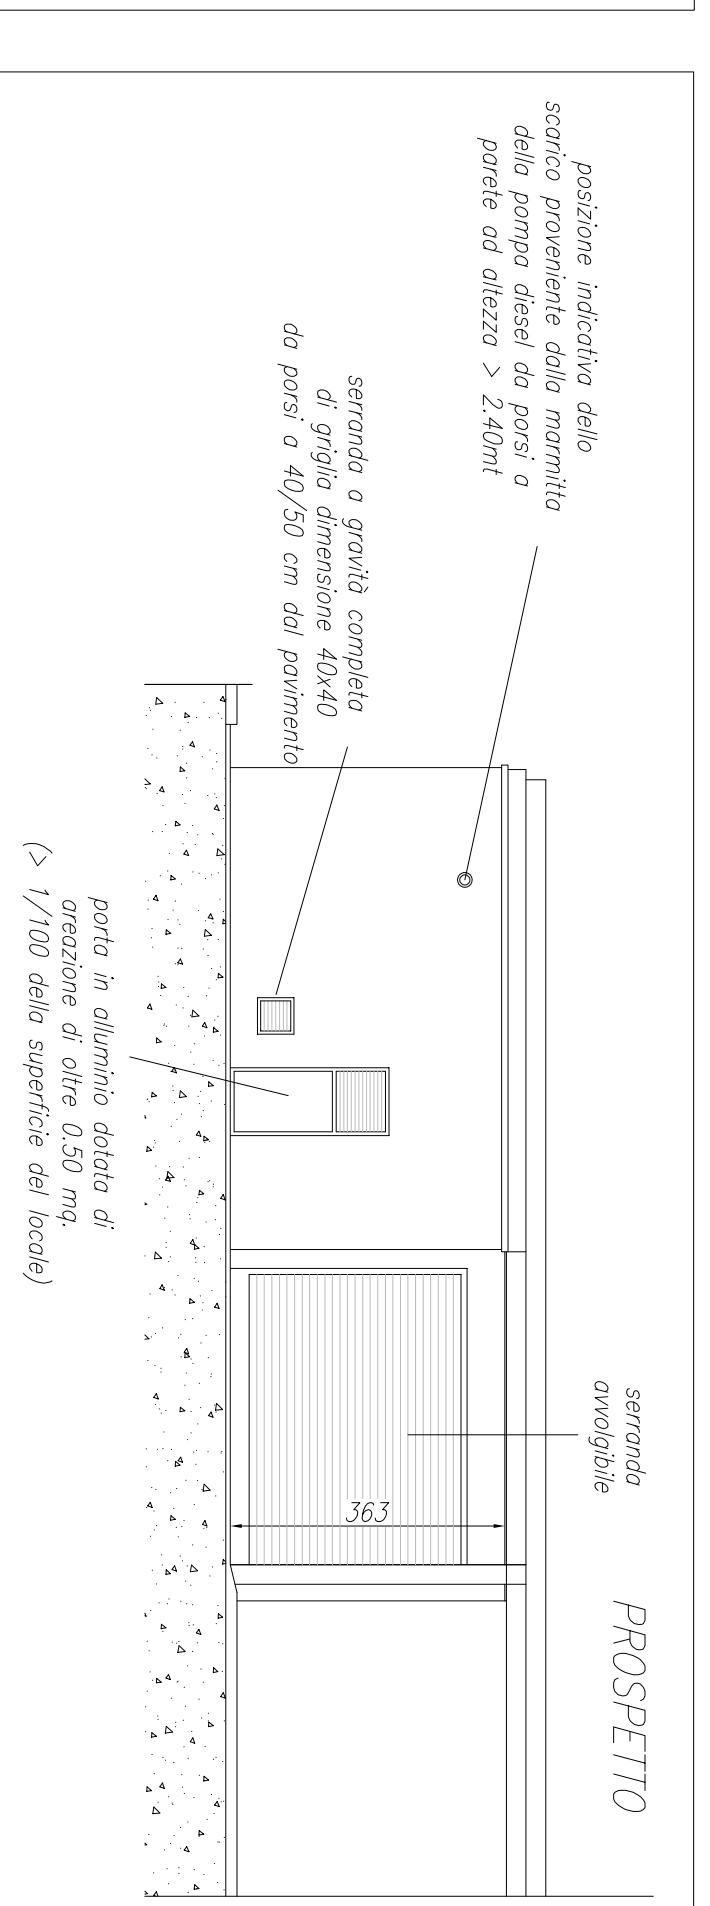 PROSPETTO
posizione indicativa dello
scarico proveniente dalla marmitta
della pompa diesel da porsi a
parete ad altezza > 2.40mt
serranda
avvolgibile
serranda a gravità completa
di griglia dimensione 40x40
da porsi a 40/50 cm dal pavimento
363
porta in alluminio dotata di
areazione di oltre 0.50 mq.
(> 1/100 della superficie del locale)